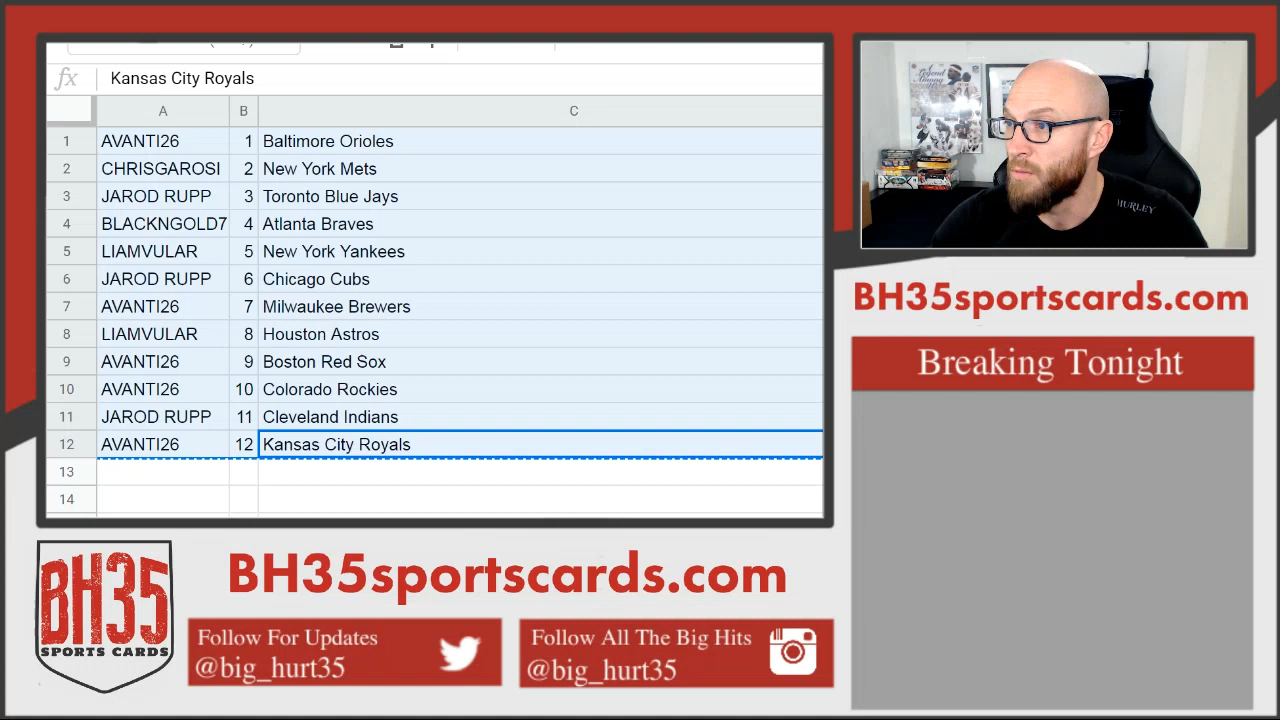 fx Kansas City Royals
A B C
1 AVANTI26 1 Baltimore Orioles
2 CHRISGAROSI 2 New York Mets
3 JAROD RUPP 3 Toronto Blue Jays
4 BLACKNGOLD7 4 Atlanta Braves
5 LIAMVULAR 5 New York Yankees
6 JAROD RUPP 6 Chicago Cubs
7 AVANTI26 7 Milwaukee Brewers
8 LIAMVULAR 8 Houston Astros
9 AVANTI26 9 Boston Red Sox
10 AVANTI26 10 Colorado Rockies
11 JAROD RUPP 11 Cleveland Indians
12 AVANTI26 12 Kansas City Royals
13
14
Legend
Among
HURLEY
BH35sportscards.com
Breaking Tonight
BH35
SPORTS CARDS
BH35sportscards.com
Follow For Updates
@big_hurt35
Follow All The Big Hits
@big_hurt35